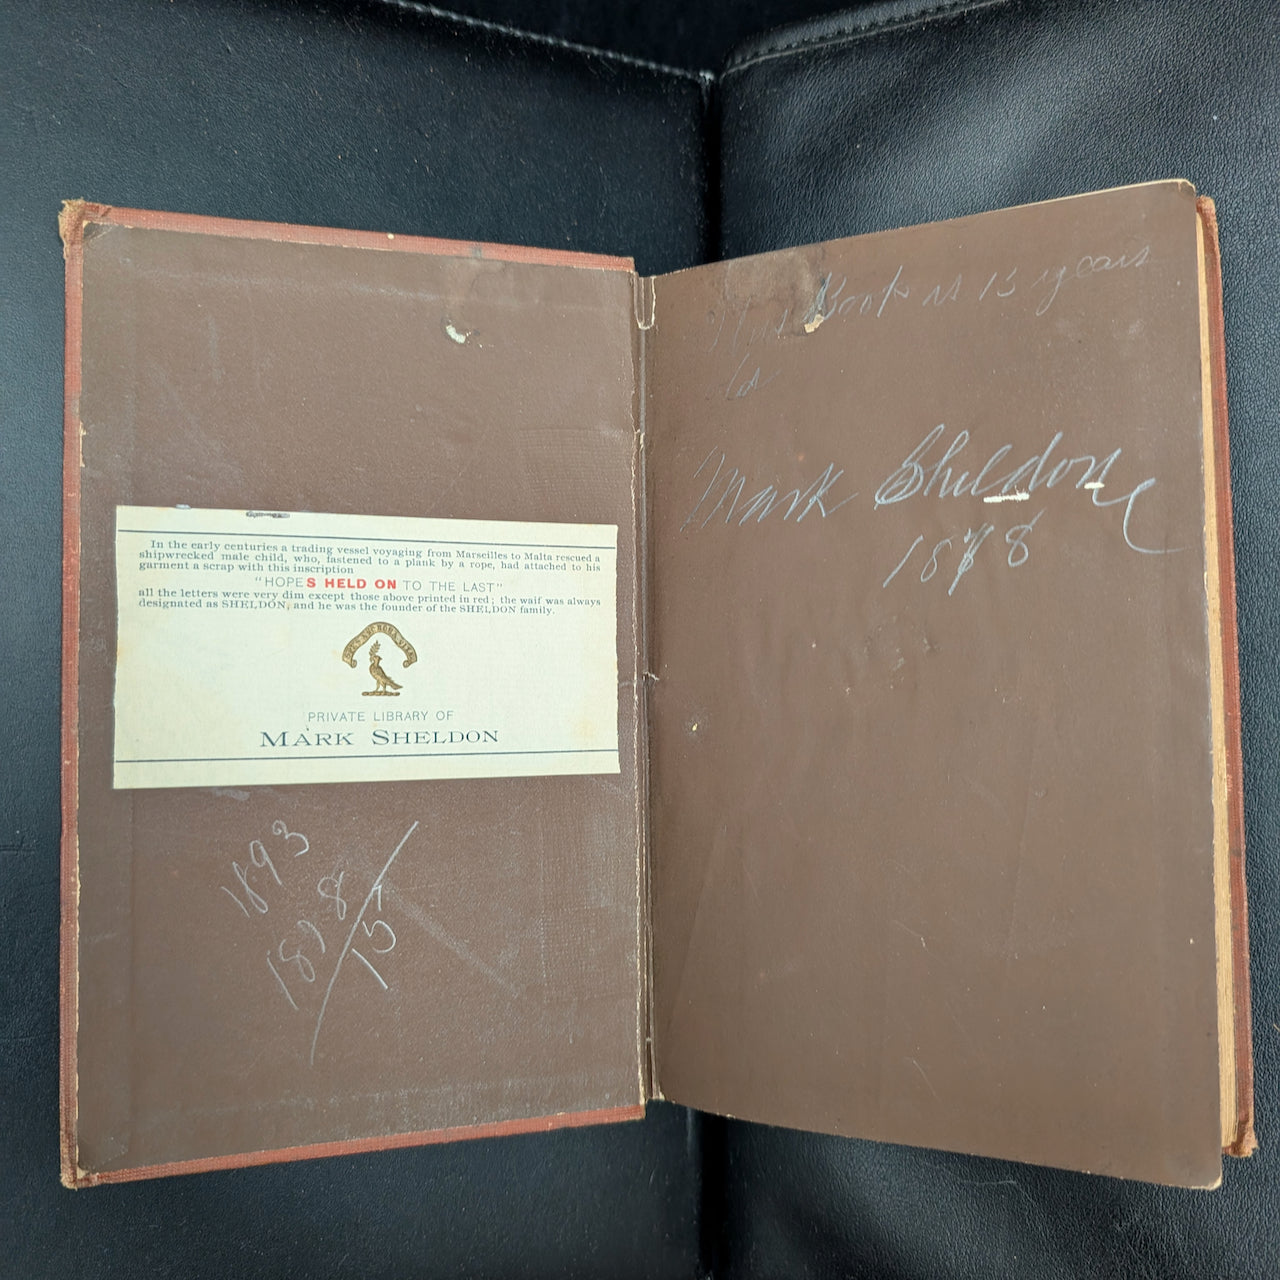 In the early centuries a trading vessel voyaging from Marseilles to Malta rescued a
shipwrecked male child, who, fastened to a plank by a rope, had attached to his
garment a scrap with this inscription
"HOPES HELD ON TO THE LAST"
all the letters were very dim except those above printed in red; the waif was always
designated as SHELDON, and he was the founder of the SHELDON family.
PRIVATE LIBRARY OF
MARK SHELDON
1893
1878
15
This Book is 15 years
old
Mark Sheldon
1878